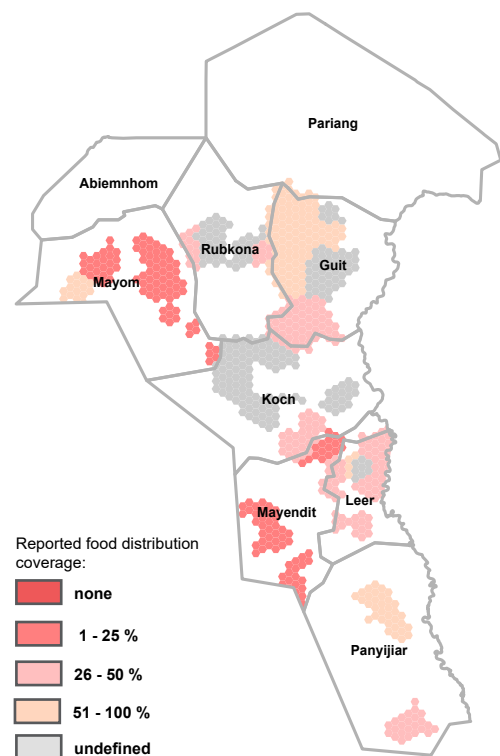 Pariang
Abiemnhom
Rubkona
Guit
Mayom
Koch
Mayendit
Leer
Panyijiar
Reported food distribution
coverage:
none
1 - 25 %
26 - 50 %
51 - 100 %
undefined